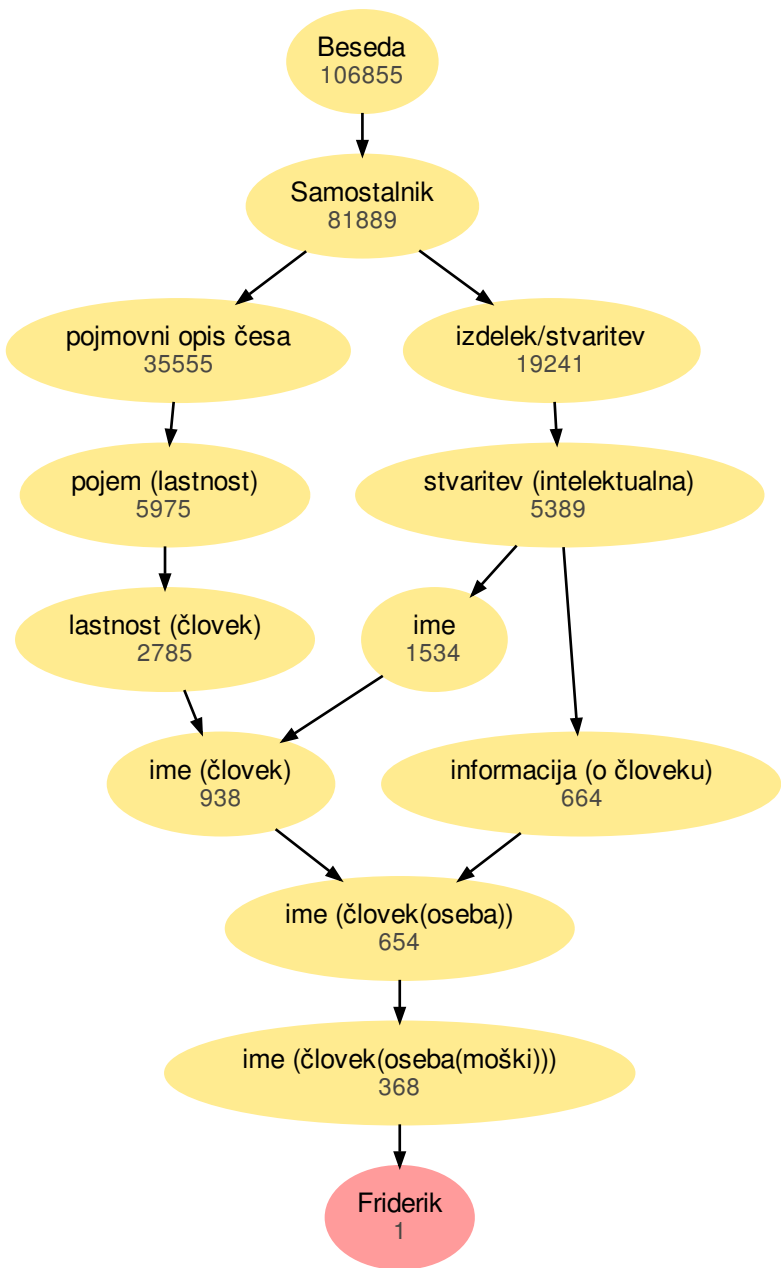 Beseda
106855
Samostalnik
81889
pojmovni opis česa
35555
izdelek/stvaritev
19241
pojem (lastnost)
5975
stvaritev (intelektualna)
5389
lastnost (človek)
2785
ime
1534
ime (človek)
938
informacija (o človeku)
664
ime (človek(oseba))
654
ime (človek(oseba(moški)))
368
Friderik
1